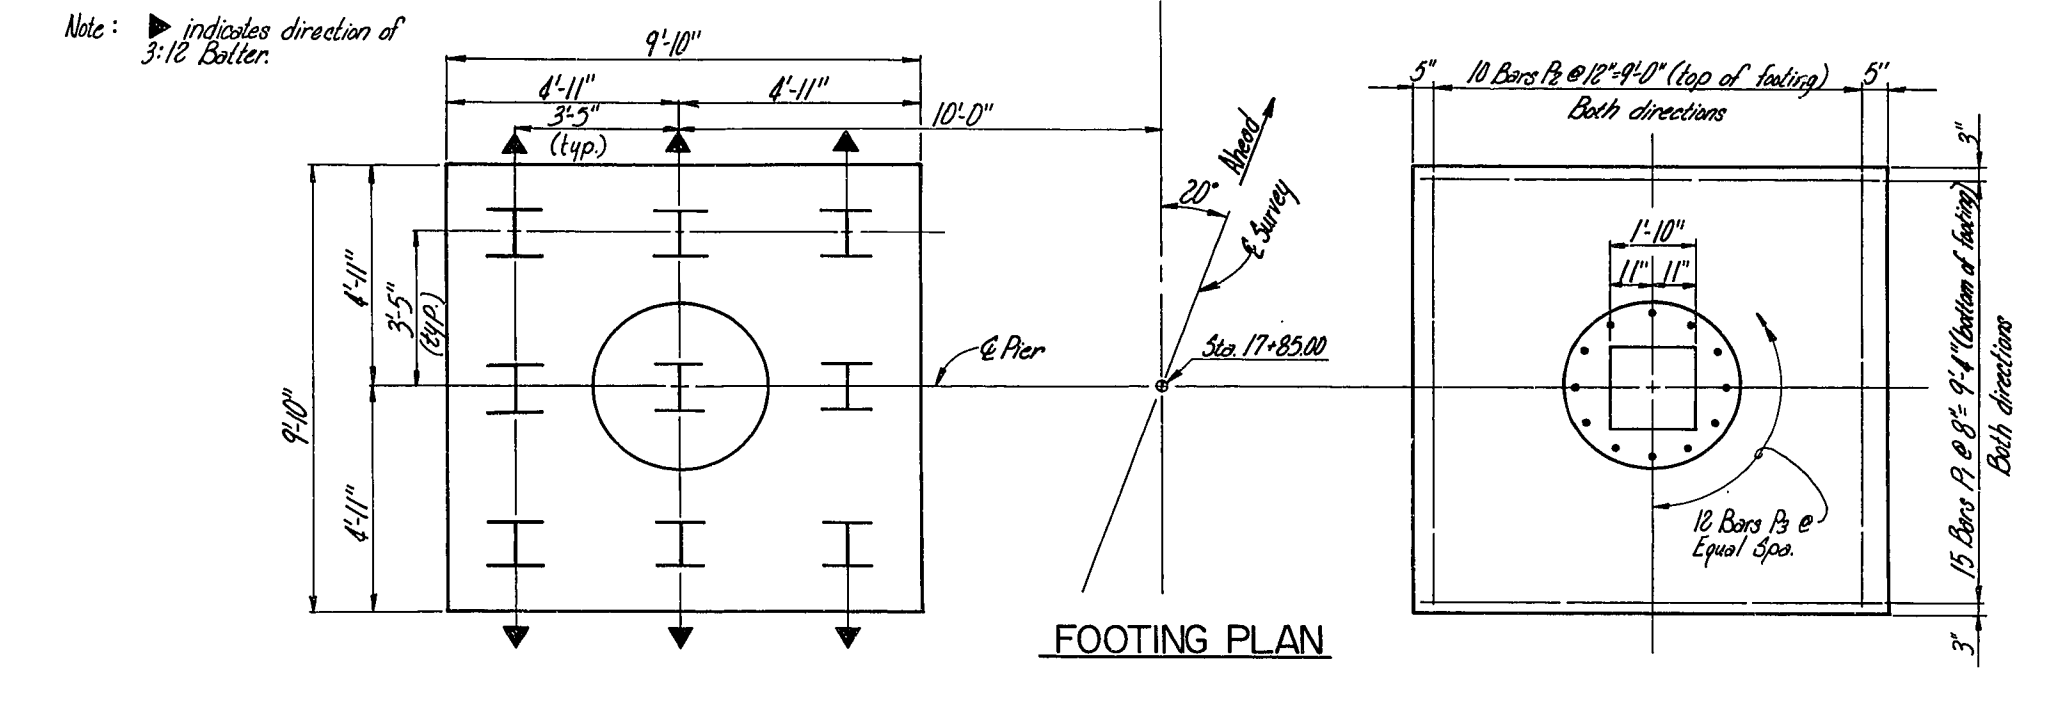 Note: ▶ indicates direction of
3:12 Batter.
9'-10"
4'-11"
4'-11"
3'-5"
(typ.)
10'-0"
4'-11"
3'-5"
(typ.)
9'-10"
4'-11"
℄ Pier
20°
Ahead
℄ Survey
Sta. 17+85.00
5"
10 Bars P2 @ 12"=9'-0" (top of footing)
5"
Both directions
3"
1'-10"
11"
11"
15 Bars P1 @ 8"= 9'-4" (bottom of footing)
Both directions
12 Bars P3 @
Equal Spa.
3"
FOOTING PLAN